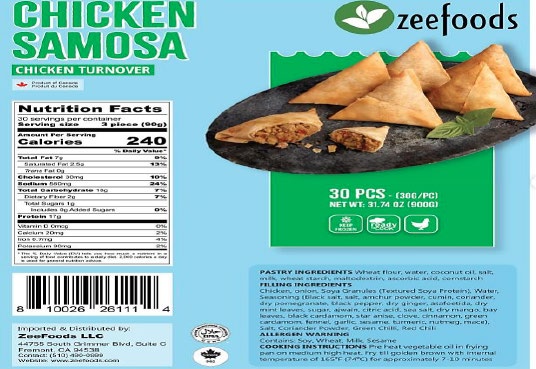 CHICKEN
SAMOSA
CHICKEN TURNOVER
Product of Canada
Produit du Canada
zeefoods
Nutrition Facts
30 servings per container
Serving size 3 piece (90g)
Amount Per Serving
Calories 240
% Daily Value*
Total Fat 7g 9%
Saturated Fat 2.5g 13%
Trans Fat 0g
Cholesterol 30mg 10%
Sodium 560mg 24%
Total Carbohydrate 19g 7%
Dietary Fiber 2g 7%
Total Sugars 1g
Includes 0g Added Sugars 0%
Protein 17g
Vitamin D 0mcg 0%
Calcium 20mg 2%
Iron 0.7mg 4%
Potassium 90mg 2%
30 PCS - (30G/PC)
NET WT: 31.74 OZ (900G)
KEEP FROZEN
ready
8 10026 26111 4
Imported & Distributed by:
ZeeFoods LLC
44755 South Grimmer Blvd, Suite G
Fremont, CA 94538
Contact: (510) 490-9999
Website: www.zeefoods.com
PASTRY INGREDIENTS Wheat flour, water, coconut oil, salt,
milk, wheat starch, maltodextrin, ascorbic acid, carrageenan
FILLING INGREDIENTS
Chicken, onion, Soya Granules (Textured Soya Protein), Water,
Seasoning (Black salt, salt, amchur powder, cumin, coriander,
dry pomegranate, black pepper, dry ginger, asafoetida, dry
mint leaves, sugar, ajwain, citric acid, sea salt, dry mango, bay
leaves, black cardamom, star anise, clove, cinnamon, green
cardamom, fennel, garlic, sesame, turmeric, nutmeg, mace),
Salt, Coriander Powder, Green Chilli, Red Chili
ALLERGEN WARNING
Contains: Soy, Wheat, Milk, Sesame
COOKING INSTRUCTIONS Pre heat vegetable oil in frying
pan on medium high heat. Fry till golden brown with internal
temperature of 165°F (74°C) for approximately 7-10 minutes